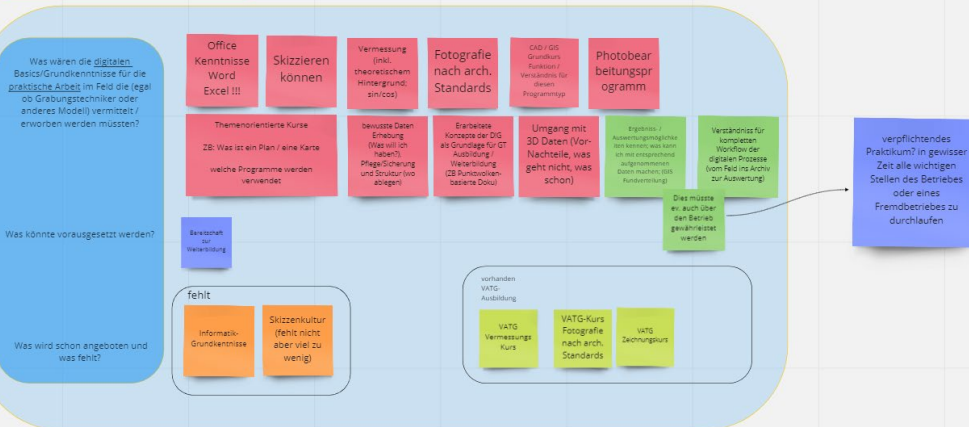 Was wären die digitalen
Basics/Grundkenntnisse für die
praktische Arbeit im Feld die (egal
ob Grabungstechniker oder
anderes Modell) vermittelt /
erworben werden müssten?
Office
Kenntnisse
Word
Excel !!!
Skizzieren
können
Vermessung
(inkl.
theoretischem
Hintergrund;
sin/cos)
Fotografie
nach arch.
Standards
CAD / GIS
Grundkurs
Funktion /
Verständnis für
diesen
Programmtyp
Photobear
beitungspr
ogramm
Themenorientierte Kurse
ZB: Was ist ein Plan / eine Karte
welche Programme werden
verwendet
bewusste Daten
Erhebung
(Was will ich
haben?).
Pflege/Sicherung
und Struktur (wo
ablegen)
Erarbeitete
Konzepte der DIG
als Grundlage für GT
Ausbildung /
Weiterbildung
(ZB Punktwolken-
basierte Doku)
Umgang mit
3D Daten (Vor-
Nachteile, was
geht nicht, was
schon)
Ergebniss- /
Auswertungsmöglichke
iten kennen; was kann
ich mit entsprechend
aufgenommenen
Daten machen; (GIS
Fundverteilung)
Verständniss für
kompletten
Workflow der
digitalen Prozesse
(vom Feld ins Archiv
zur Auswertung)
Dies müsste
ev. auch über
den Betrieb
gewährleistet
werden
verpflichtendes
Praktikum? in gewisser
Zeit alle wichtigen
Stellen des Betriebes
oder eines
Fremdbetriebes zu
durchlaufen
Was könnte vorausgesetzt werden?
Bereitschaft
zur
Weiterbildung
Was wird schon angeboten und
was fehlt?
fehlt
Informatik-
Grundkentnisse
Skizzenkultur
(fehlt nicht
aber viel zu
wenig)
vorhanden
VATG-
Ausbildung
VATG
Vermessungs
Kurs
VATG-Kurs
Fotografie
nach arch.
Standards
VATG
Zeichnungskurs